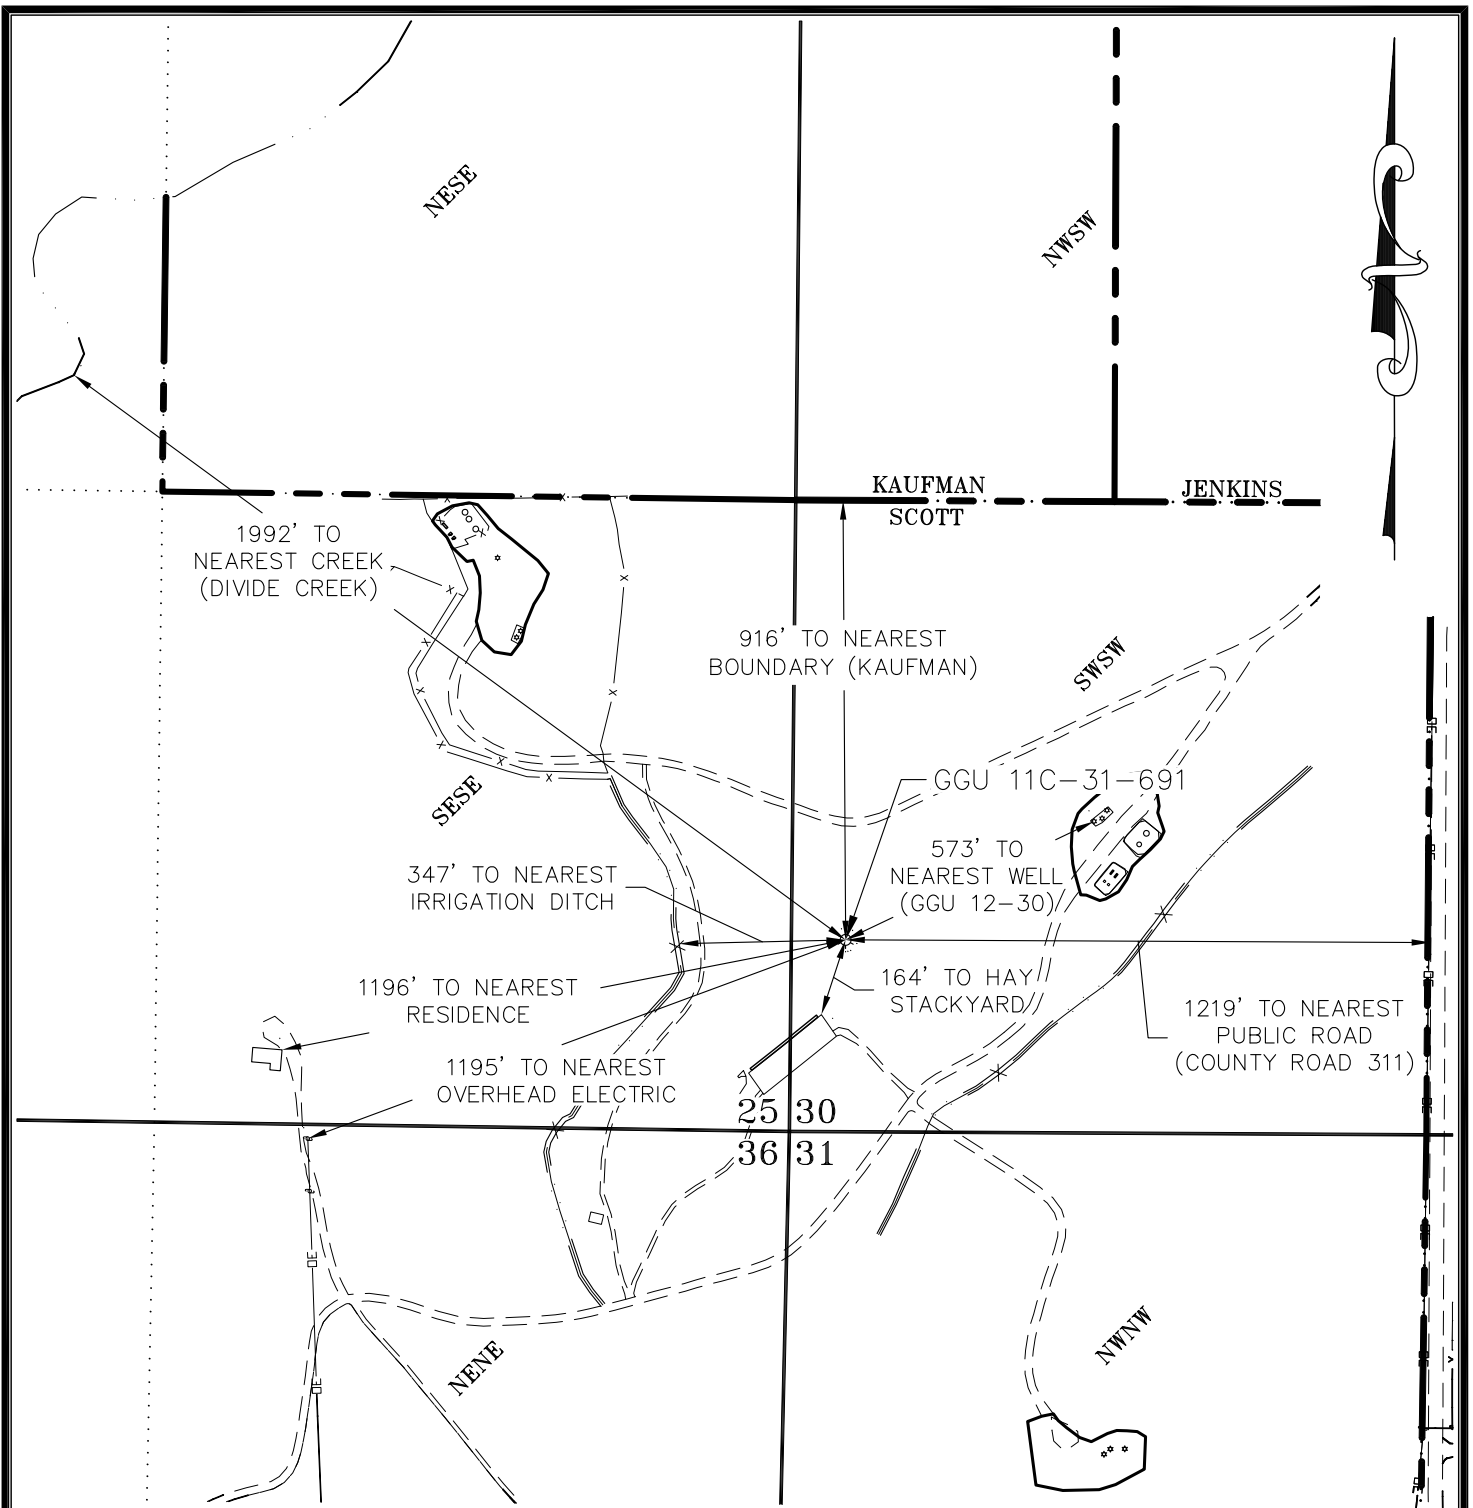 NESE
NWSW
KAUFMAN
SCOTT
JENKINS
1992' TO
NEAREST CREEK
(DIVIDE CREEK)
916' TO NEAREST
BOUNDARY (KAUFMAN)
SWSW
SESE
GGU 11C-31-691
573' TO
NEAREST WELL
(GGU 12-30)
347' TO NEAREST
IRRIGATION DITCH
1196' TO NEAREST
RESIDENCE
164' TO HAY
STACKYARD
1219' TO NEAREST
PUBLIC ROAD
(COUNTY ROAD 311)
1195' TO NEAREST
OVERHEAD ELECTRIC
25 30
36 31
OE
OE
NENE
NWNW